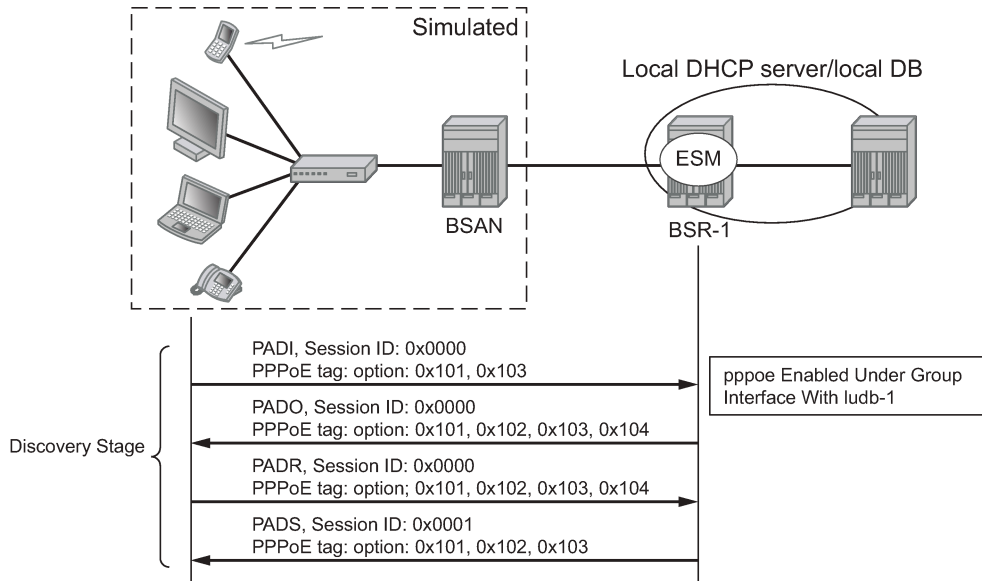 Simulated
Local DHCP server/local DB
ESM
BSAN
BSR-1
PADI, Session ID: 0x0000
PPPoE tag: option: 0x101, 0x103
pppoe Enabled Under Group
Interface With ludb-1
PADO, Session ID: 0x0000
PPPoE tag: option: 0x101, 0x102, 0x103, 0x104
Discovery Stage
PADR, Session ID: 0x0000
PPPoE tag: option; 0x101, 0x102, 0x103, 0x104
PADS, Session ID: 0x0001
PPPoE tag: option: 0x101, 0x102, 0x103